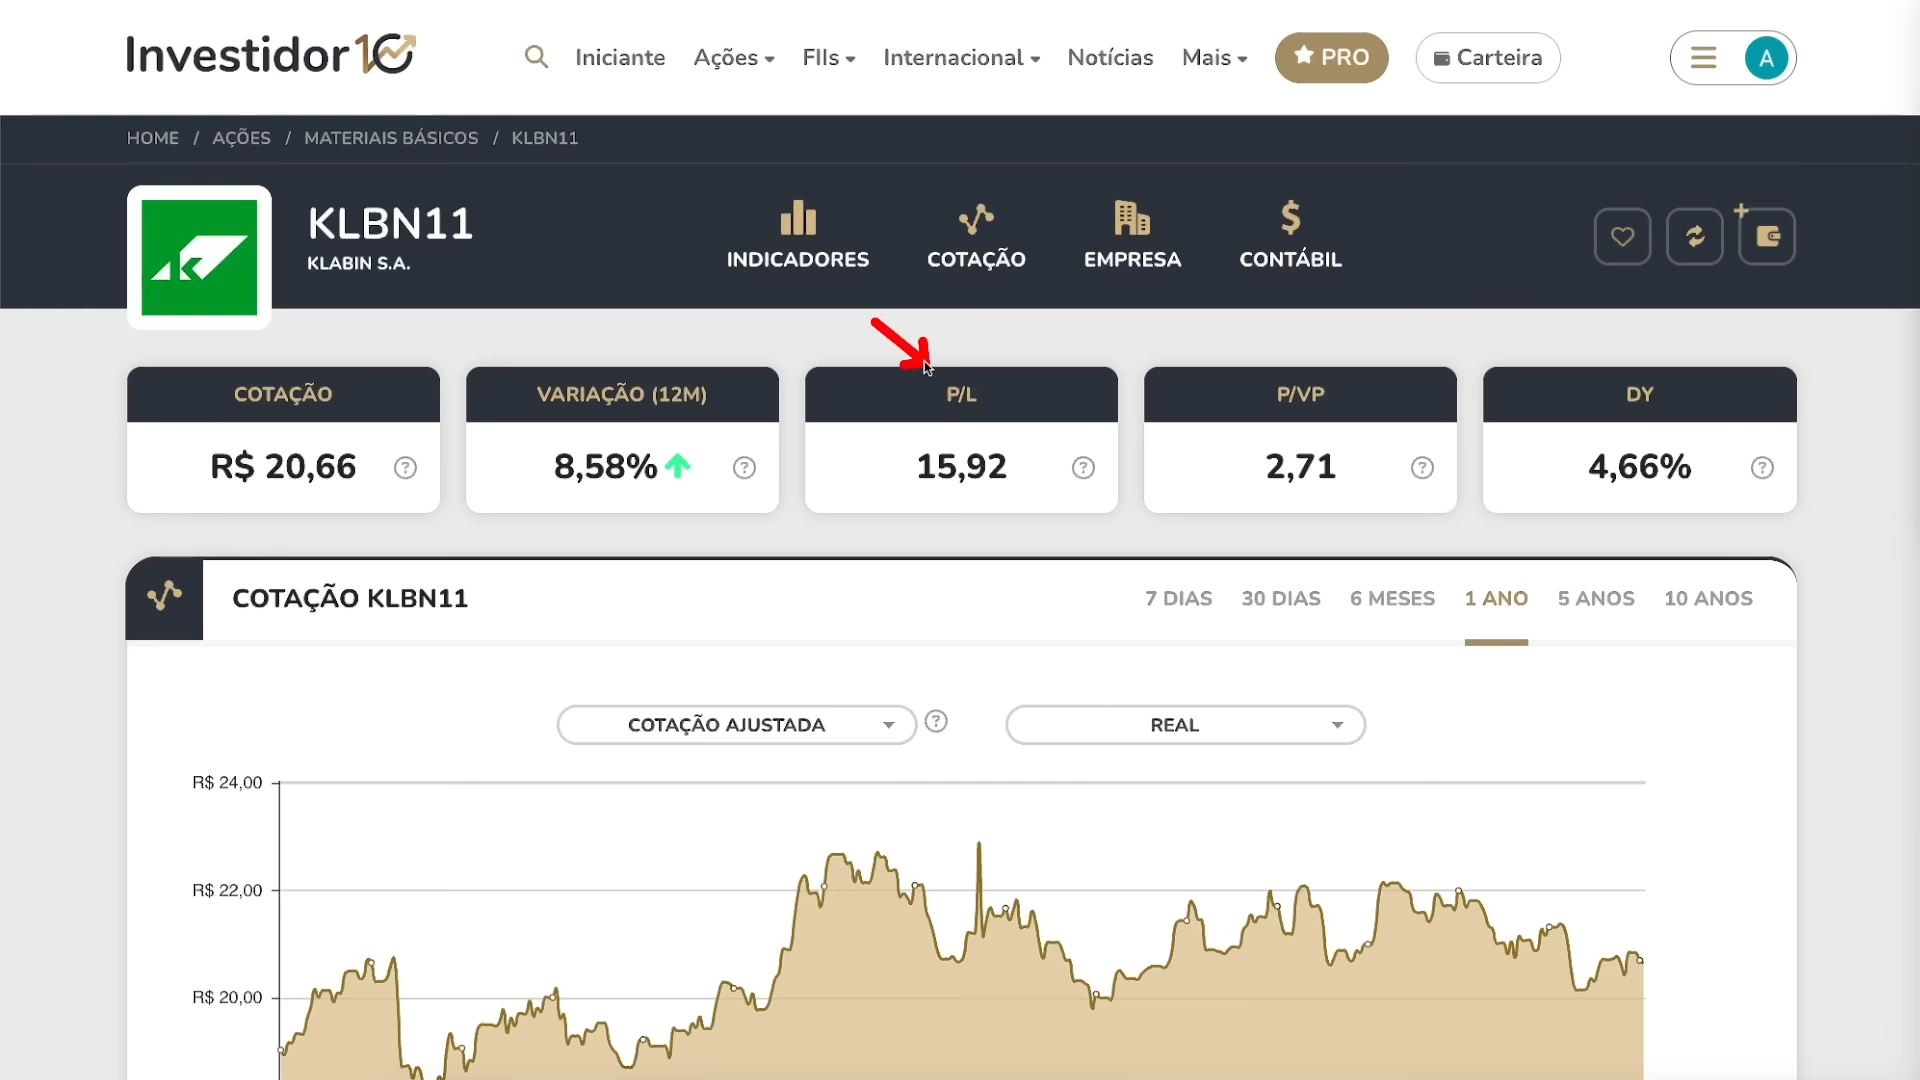 Investidor10
Iniciante Ações FIIs Internacional Notícias Mais PRO Carteira A
HOME / AÇÕES / MATERIAIS BÁSICOS / KLBN11
KLBN11
KLABIN S.A.
INDICADORES COTAÇÃO EMPRESA CONTÁBIL
COTAÇÃO VARIAÇÃO (12M) P/L P/VP DY
R$ 20,66 ? 8,58% ? 15,92 ? 2,71 ? 4,66% ?
COTAÇÃO KLBN11 7 DIAS 30 DIAS 6 MESES 1 ANO 5 ANOS 10 ANOS
COTAÇÃO AJUSTADA ? REAL
R$ 24,00
R$ 22,00
R$ 20,00